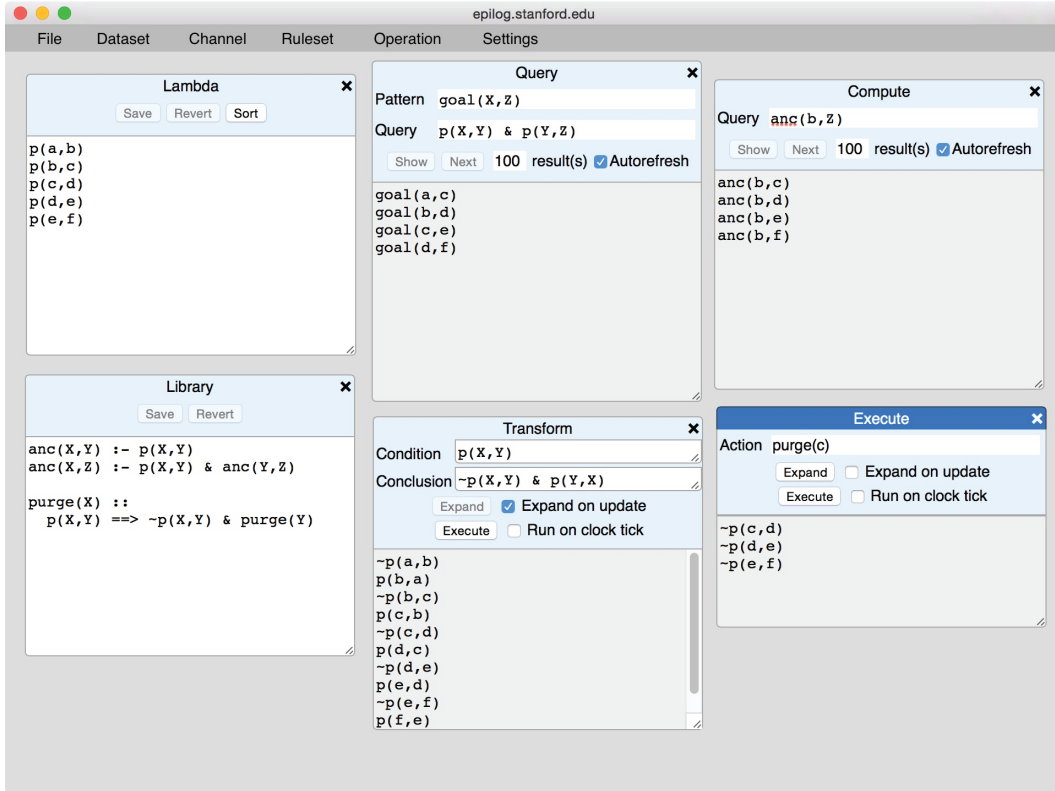 epilog.stanford.edu
File Dataset Channel Ruleset Operation Settings
Lambda
Save Revert Sort
p(a,b)
p(b,c)
p(c,d)
p(d,e)
p(e,f)
Library
Save Revert
anc(X,Y) :- p(X,Y)
anc(X,Z) :- p(X,Y) & anc(Y,Z)
purge(X) ::
p(X,Y) ==> ~p(X,Y) & purge(Y)
Query
Pattern goal(X,Z)
Query p(X,Y) & p(Y,Z)
Show Next 100 result(s) Autorefresh
goal(a,c)
goal(b,d)
goal(c,e)
goal(d,f)
Transform
Condition p(X,Y)
Conclusion ~p(X,Y) & p(Y,X)
Expand Expand on update
Execute Run on clock tick
~p(a,b)
p(b,a)
~p(b,c)
p(c,b)
~p(c,d)
p(d,c)
~p(d,e)
p(e,d)
~p(e,f)
p(f,e)
Compute
Query anc(b,Z)
Show Next 100 result(s) Autorefresh
anc(b,c)
anc(b,d)
anc(b,e)
anc(b,f)
Execute
Action purge(c)
Expand Expand on update
Execute Run on clock tick
~p(c,d)
~p(d,e)
~p(e,f)